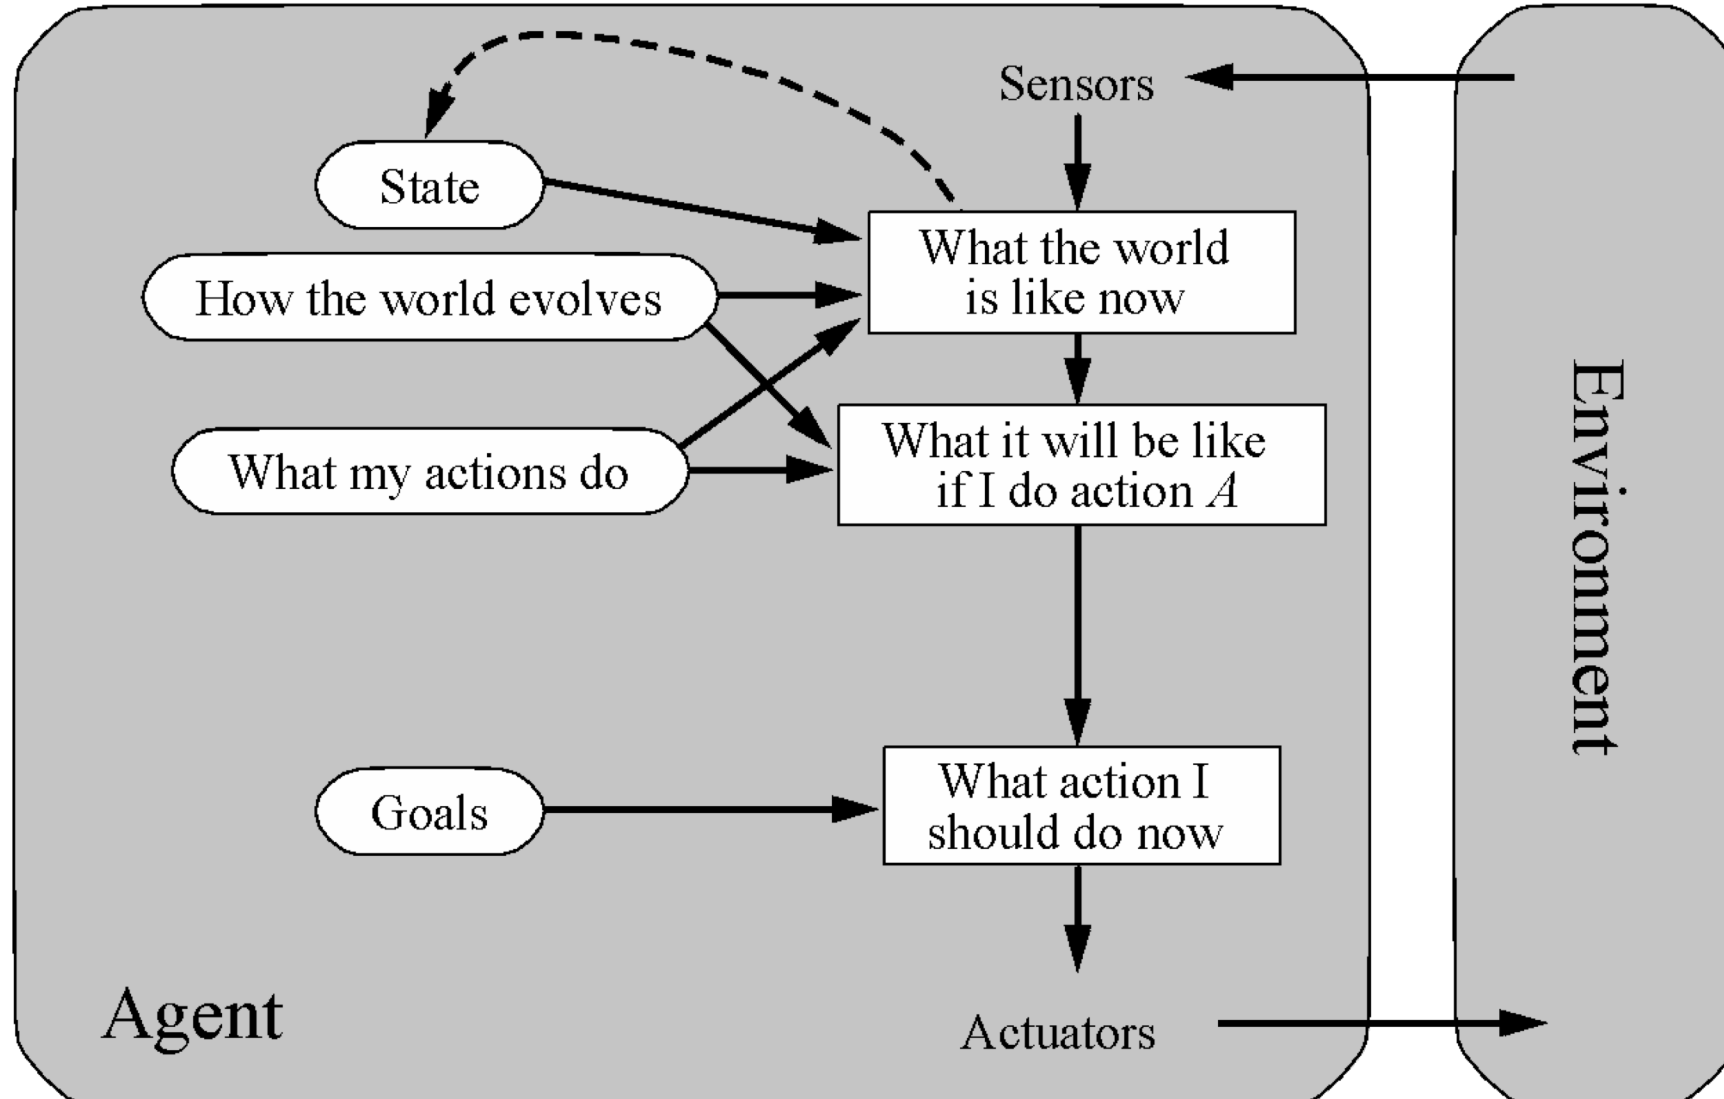 Sensors
State
What the world
is like now
How the world evolves
What my actions do
What it will be like
if I do action A
Goals
What action I
should do now
Agent
Actuators
Environment